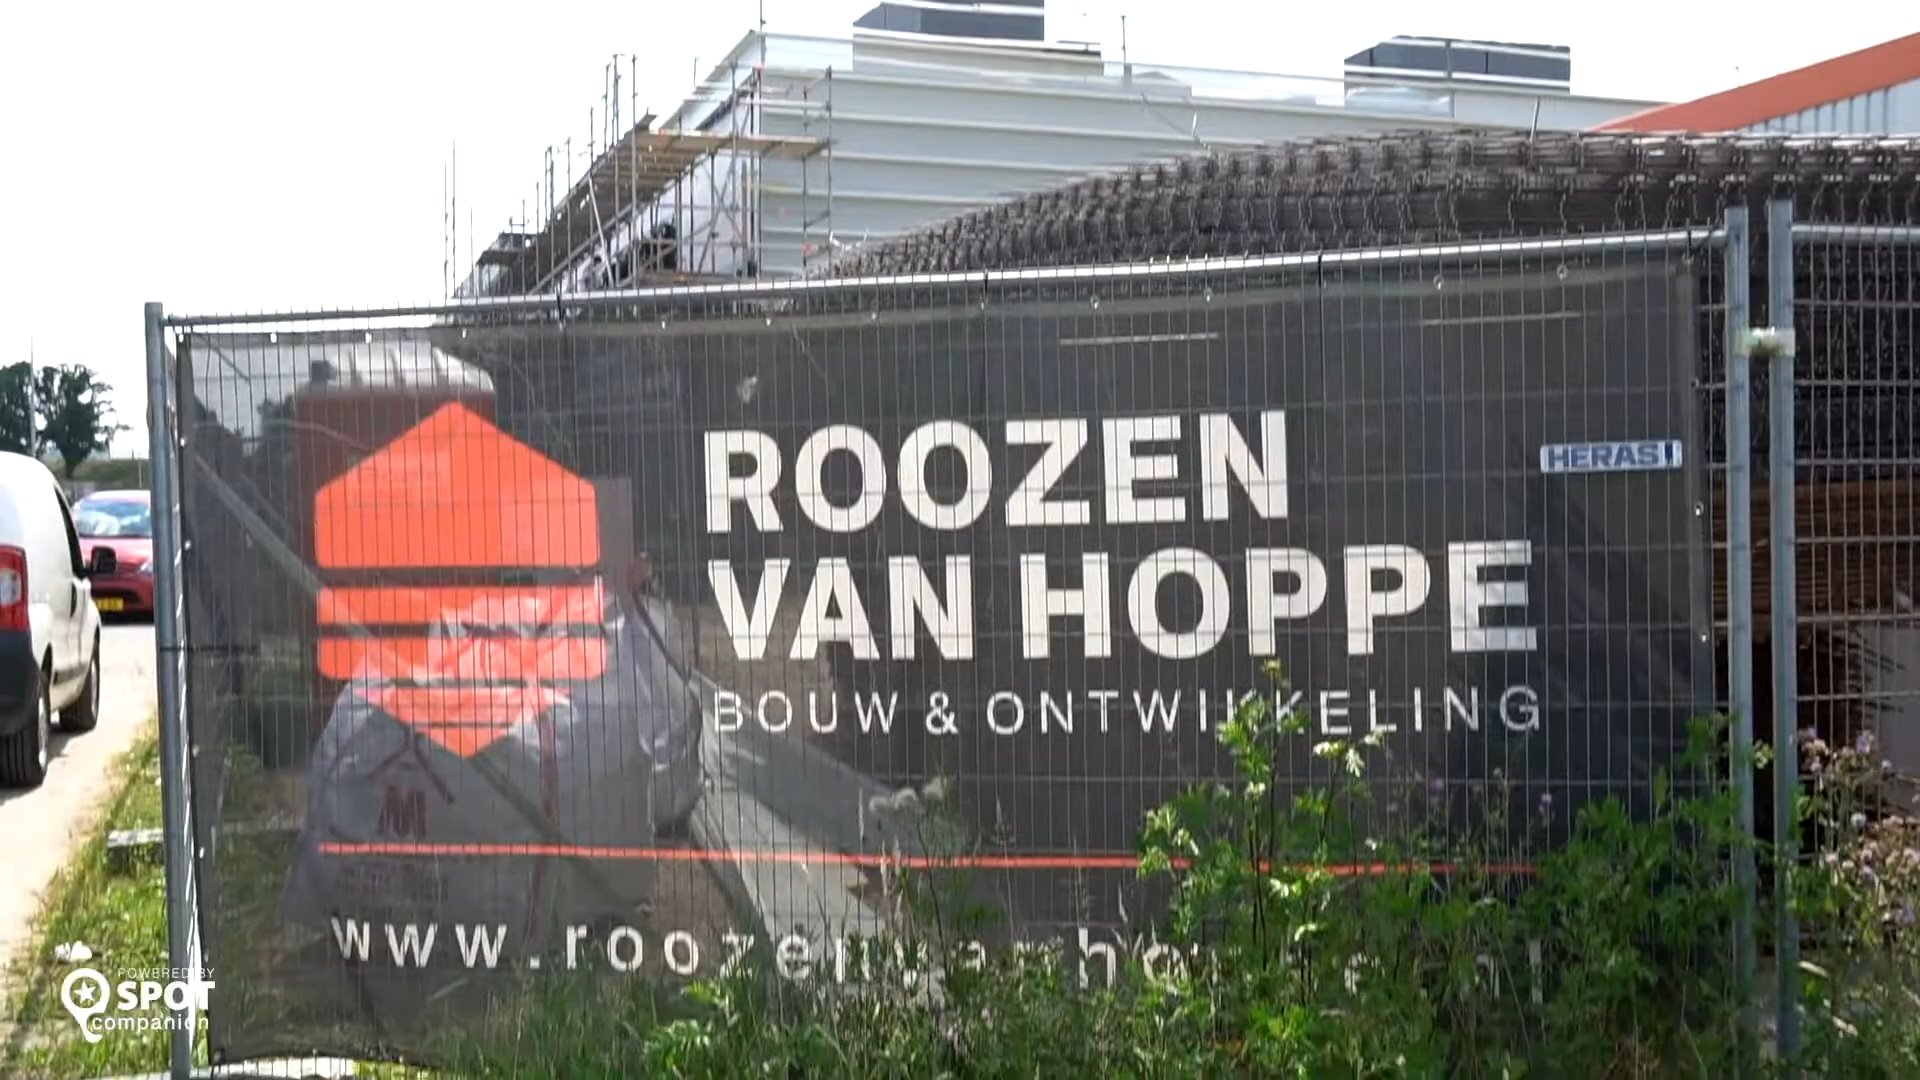 ROOZEN
VAN HOPPE
HERAS
BOUW & ONTWIKKELING
M
POWERED BY
SPOT
companion